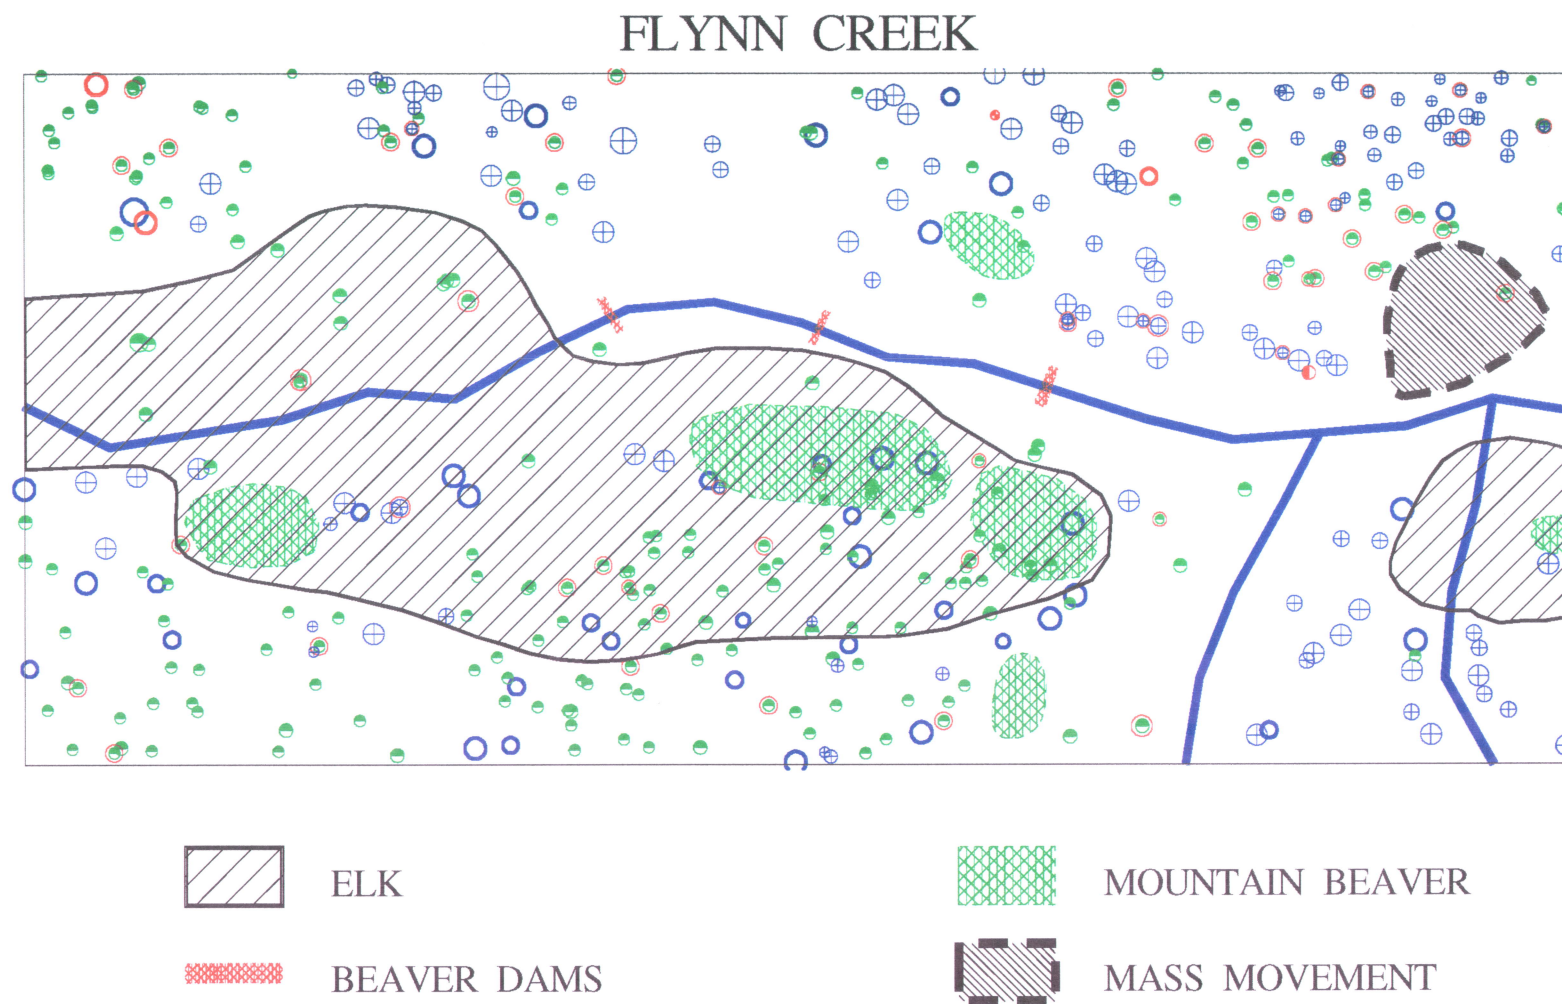 FLYNN CREEK
ELK
MOUNTAIN BEAVER
BEAVER DAMS
MASS MOVEMENT